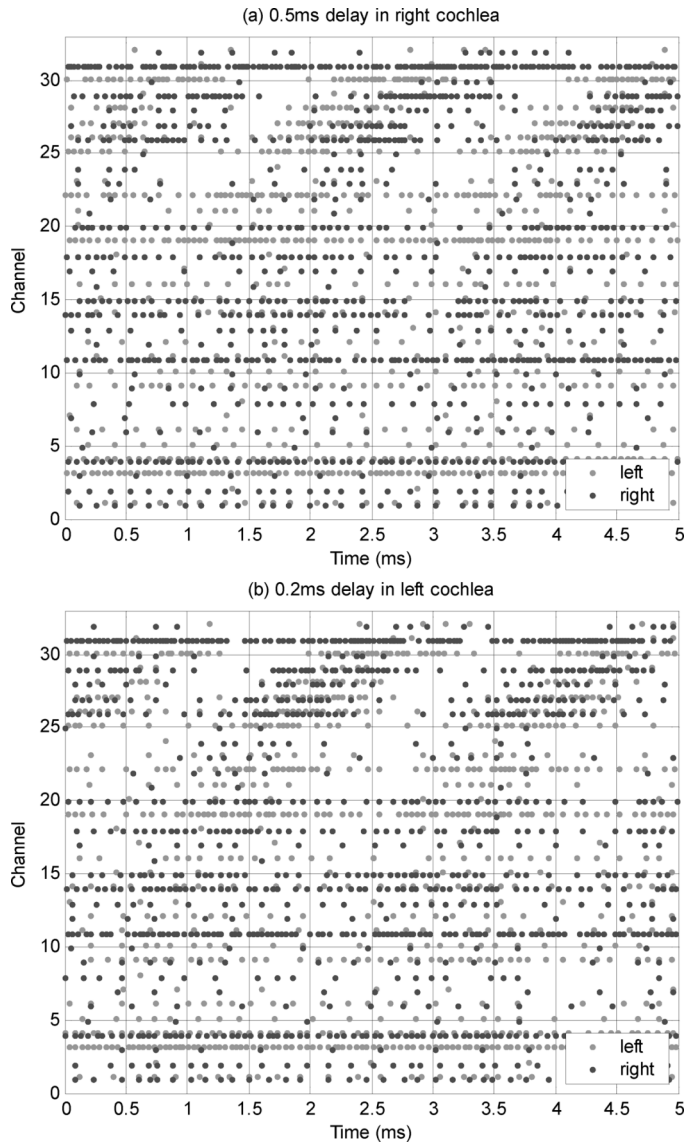 (a) 0.5ms delay in right cochlea
30
25
20
15
10
5
0
Channel
left
right
0 0.5 1 1.5 2 2.5 3 3.5 4 4.5 5
Time (ms)
(b) 0.2ms delay in left cochlea
30
25
20
15
10
5
0
Channel
left
right
0 0.5 1 1.5 2 2.5 3 3.5 4 4.5 5
Time (ms)